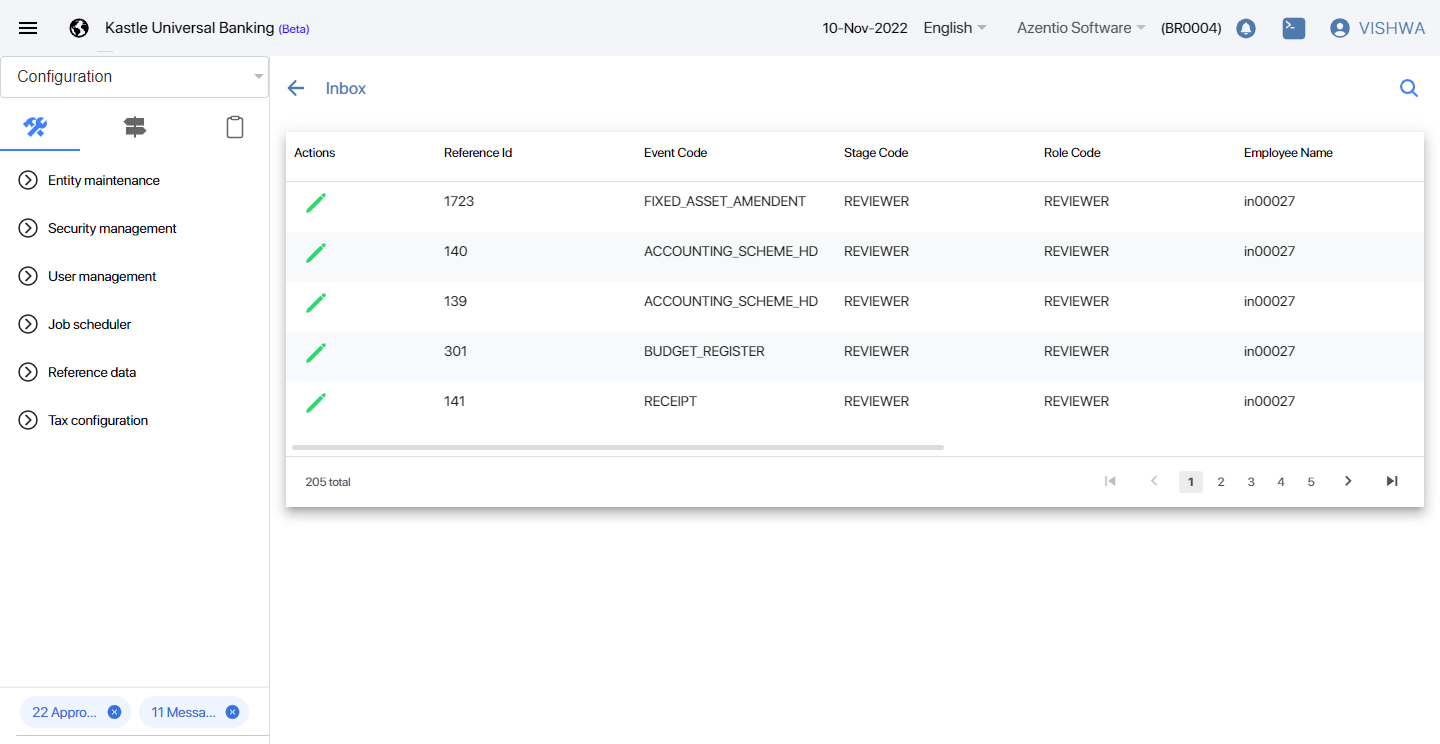 Kastle Universal Banking (Beta) 10-Nov-2022 English Azentio Software (BR0004) VISHWA
Configuration
Inbox
Entity maintenance
Security management
User management
Job scheduler
Reference data
Tax configuration
Actions Reference Id Event Code Stage Code Role Code Employee Name
1723 FIXED_ASSET_AMENDENT REVIEWER REVIEWER in00027
140 ACCOUNTING_SCHEME_HD REVIEWER REVIEWER in00027
139 ACCOUNTING_SCHEME_HD REVIEWER REVIEWER in00027
301 BUDGET_REGISTER REVIEWER REVIEWER in00027
141 RECEIPT REVIEWER REVIEWER in00027
205 total 1 2 3 4 5
22 Appro... 11 Messa...